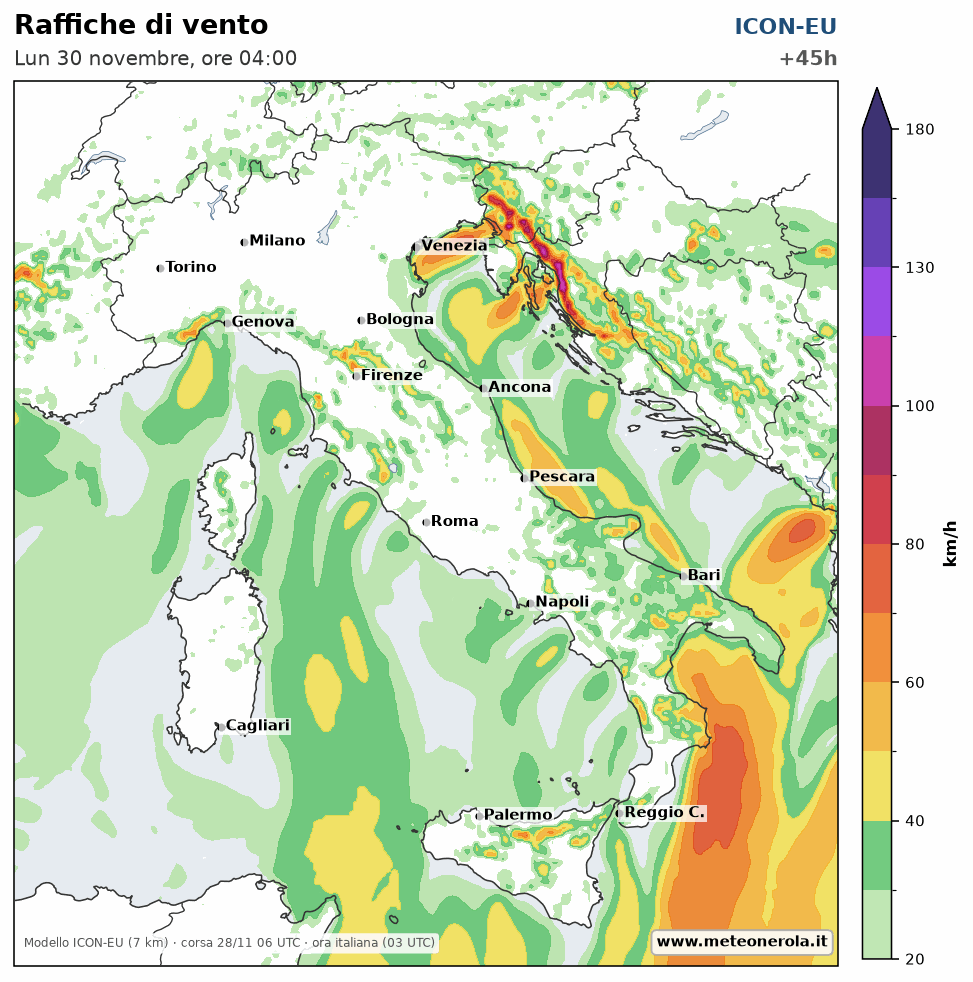 Raffiche di vento
ICON-EU
Lun 30 novembre, ore 04:00
+45h
180
130
100
80
60
40
20
km/h
Milano
Torino
Venezia
Genova
Bologna
Firenze
Ancona
Pescara
Roma
Bari
Napoli
Cagliari
Palermo
Reggio C.
Modello ICON-EU (7 km) · corsa 28/11 06 UTC · ora italiana (03 UTC)
www.meteonerola.it